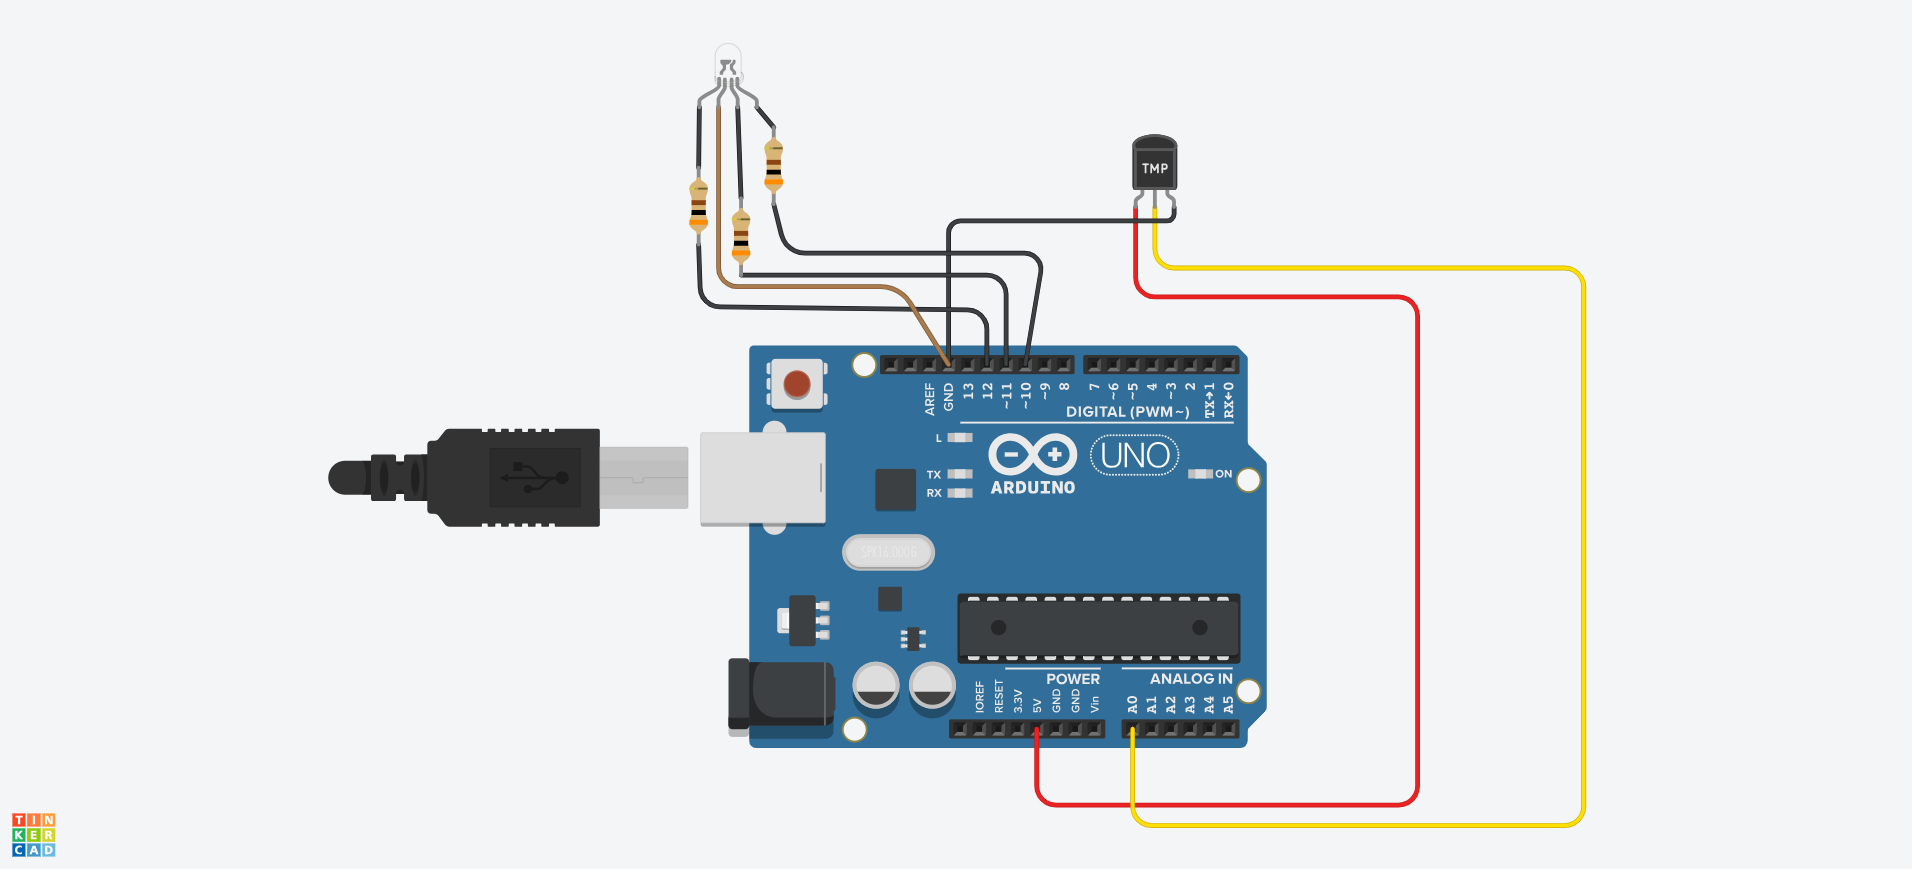 TMP
AREF
GND
13
12
~11
~10
~9
8
7
~6
~5
4
~3
2
TX→1
RX←0
DIGITAL (PWM~)
L
TX
RX
UNO
ON
ARDUINO
SPK16.000G
IOREF
RESET
3.3V
5V
GND
GND
Vin
POWER
ANALOG IN
A0
A1
A2
A3
A4
A5
TIN
KER
CAD